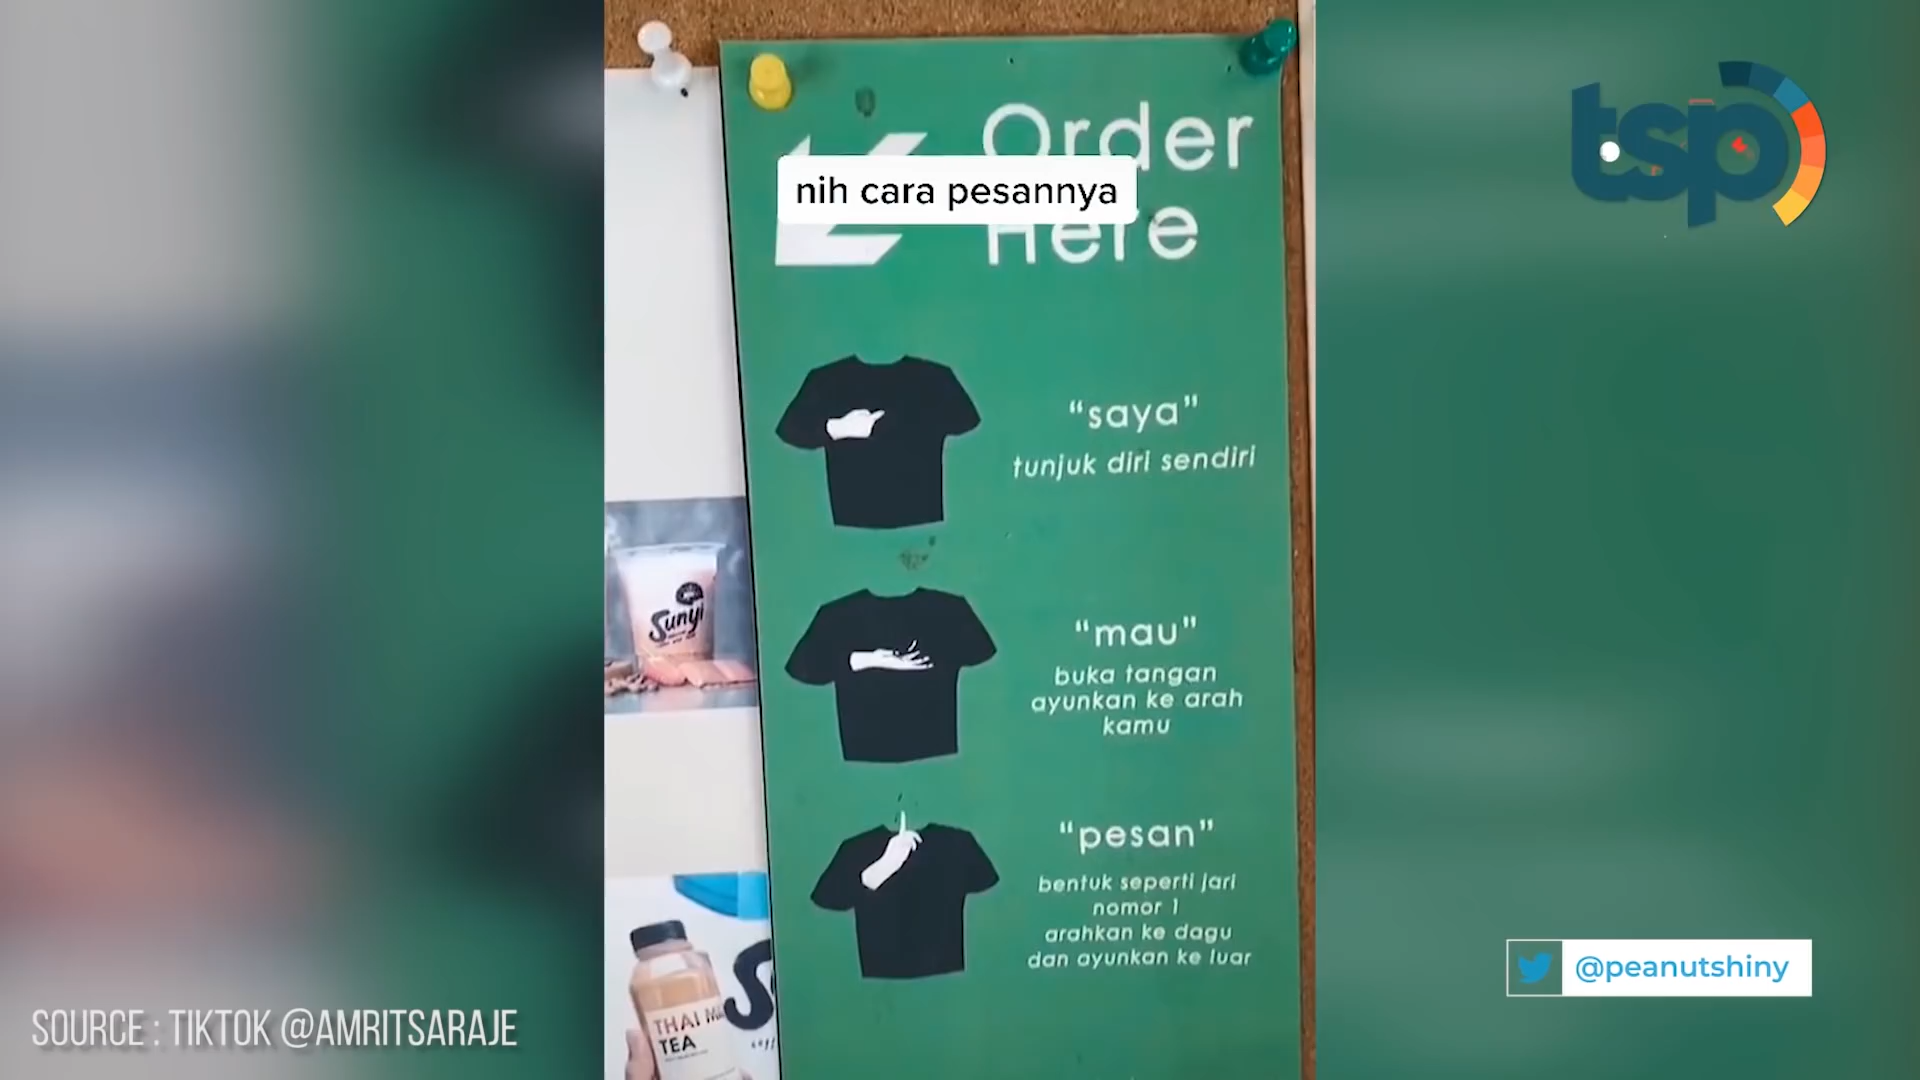 tsp
Order
Here
nih cara pesannya
"saya"
tunjuk diri sendiri
"mau"
buka tangan
ayunkan ke arah
kamu
"pesan"
bentuk seperti jari
nomor 1
arahkan ke dagu
dan ayunkan ke luar
Suny
THAI
TEA
@peanutshiny
SOURCE : TIKTOK @AMRITSARAJE